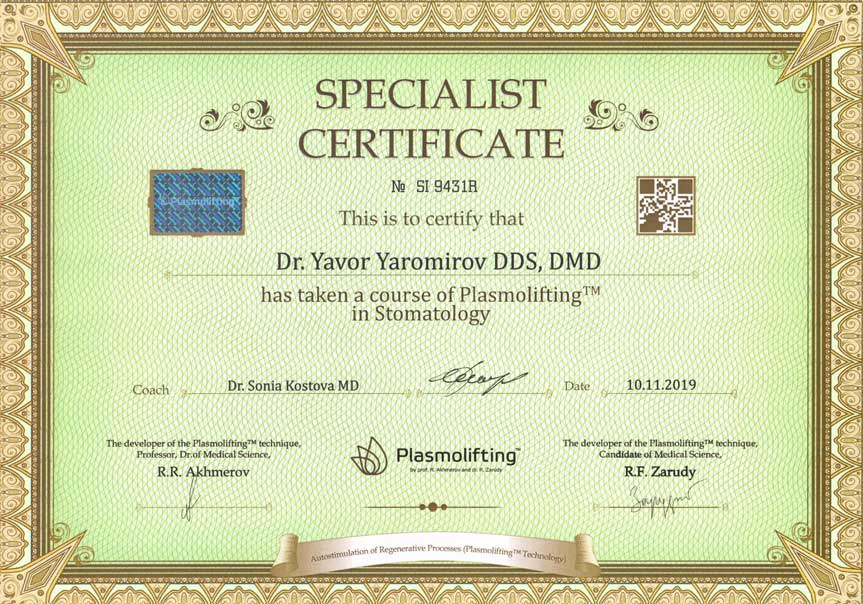 SPECIALIST
CERTIFICATE
№ SI 9431R
© Plasmolifting™
This is to certify that
Dr. Yavor Yaromirov DDS, DMD
has taken a course of Plasmolifting™
in Stomatology
Coach Dr. Sonia Kostova MD Date 10.11.2019
The developer of the Plasmolifting™ technique,
Professor, Dr.of Medical Science,
R.R. Akhmerov
Plasmolifting™
by prof. R. Akhmerov and dr. R. Zarudy
The developer of the Plasmolifting™ technique,
Candidate of Medical Science,
R.F. Zarudy
Autostimulation of Regenerative Processes (Plasmolifting™ Technology)